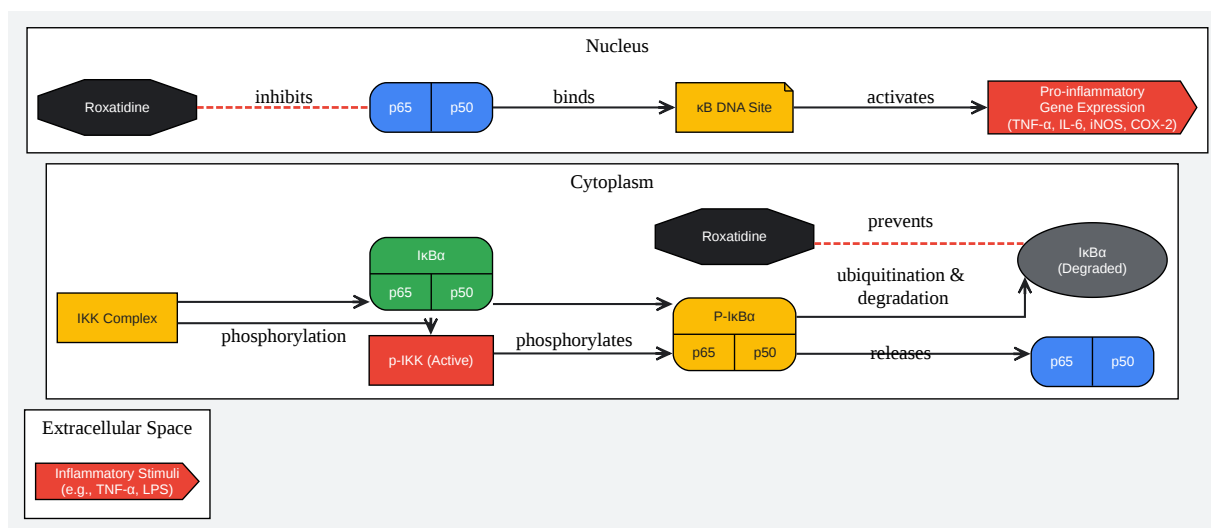 Nucleus
Roxatidine
inhibits
p65
p50
binds
κB DNA Site
activates
Pro-inflammatory
Gene Expression
(TNF-α, IL-6, iNOS, COX-2)
Cytoplasm
Roxatidine
prevents
IκBα
(Degraded)
IκBα
p65
p50
ubiquitination &
degradation
IKK Complex
phosphorylation
p-IKK (Active)
phosphorylates
P-IκBα
p65
p50
releases
p65
p50
Extracellular Space
Inflammatory Stimuli
(e.g., TNF-α, LPS)